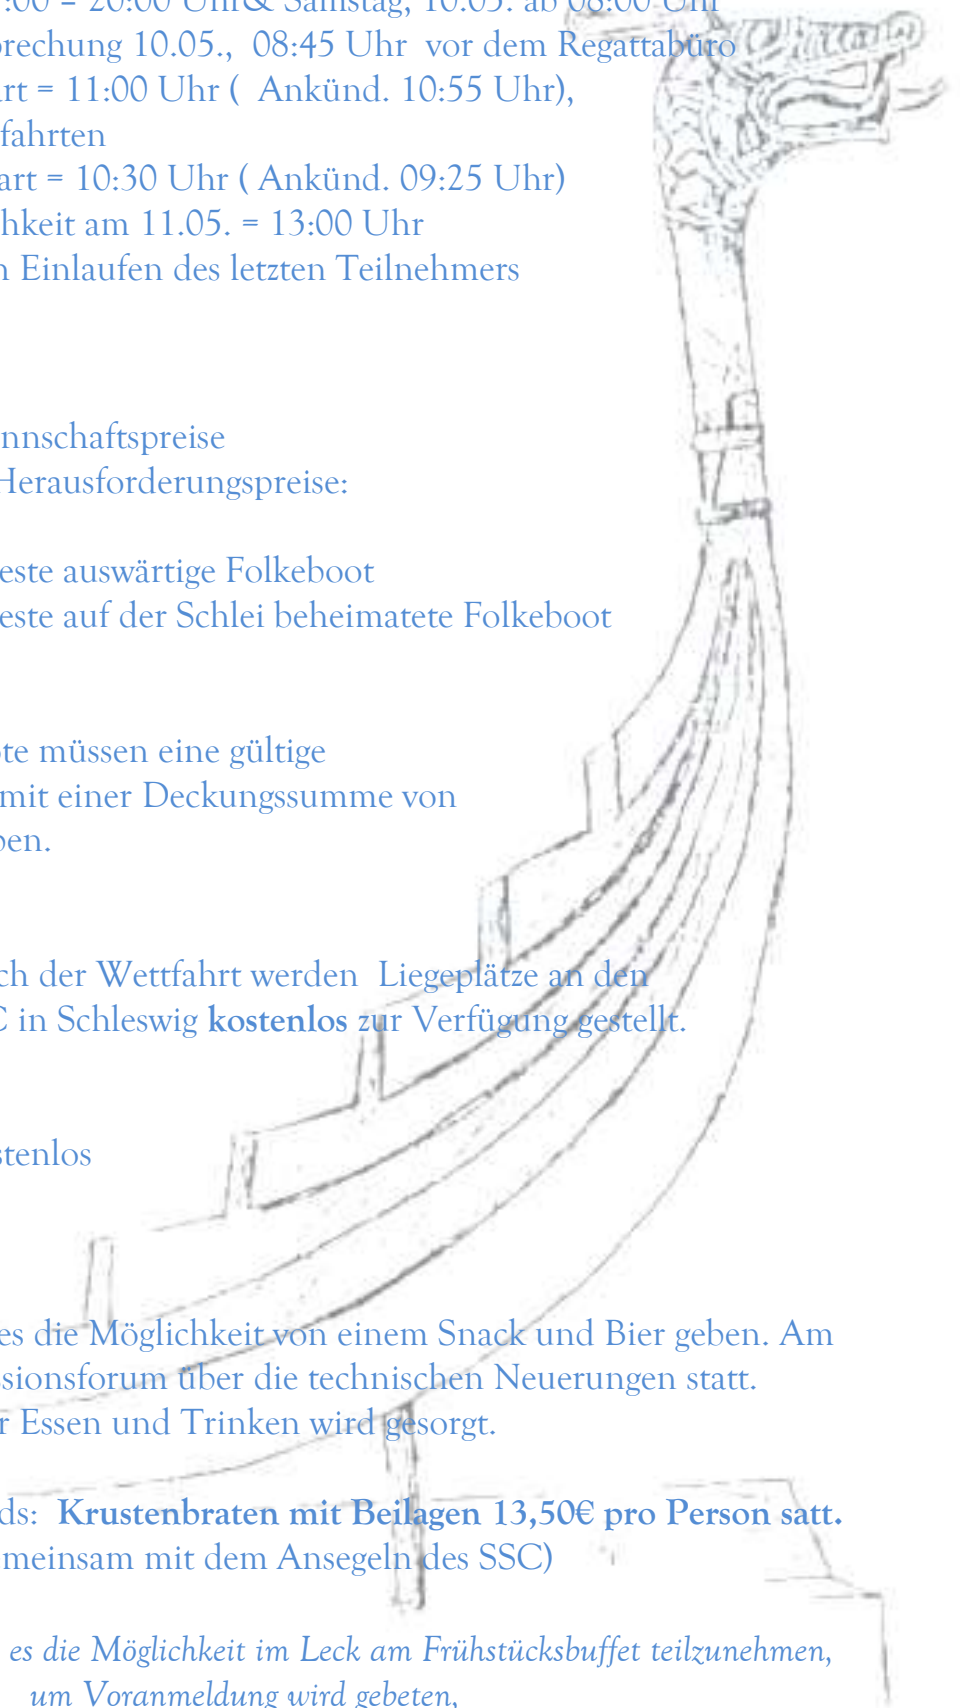 :00 – 20:00 Uhr& Samstag, 10.05. ab 08:00 Uhr
rechung 10.05., 08:45 Uhr vor dem Regattabüro
rt = 11:00 Uhr ( Ankünd. 10:55 Uhr),
fahrten
art = 10:30 Uhr ( Ankünd. 09:25 Uhr)
hkeit am 11.05. = 13:00 Uhr
n Einlaufen des letzten Teilnehmers
nnschaftspreise
Herausforderungspreise:
este auswärtige Folkeboot
este auf der Schlei beheimatete Folkeboot
te müssen eine gültige
mit einer Deckungssumme von
ben.
ch der Wettfahrt werden Liegeplätze an den
C in Schleswig kostenlos zur Verfügung gestellt.
stenlos
es die Möglichkeit von einem Snack und Bier geben. Am
sionsforum über die technischen Neuerungen statt.
r Essen und Trinken wird gesorgt.
ds: Krustenbraten mit Beilagen 13,50€ pro Person satt.
meinsam mit dem Ansegeln des SSC)
es die Möglichkeit im Leck am Frühstücksbuffet teilzunehmen,
um Voranmeldung wird gebeten,